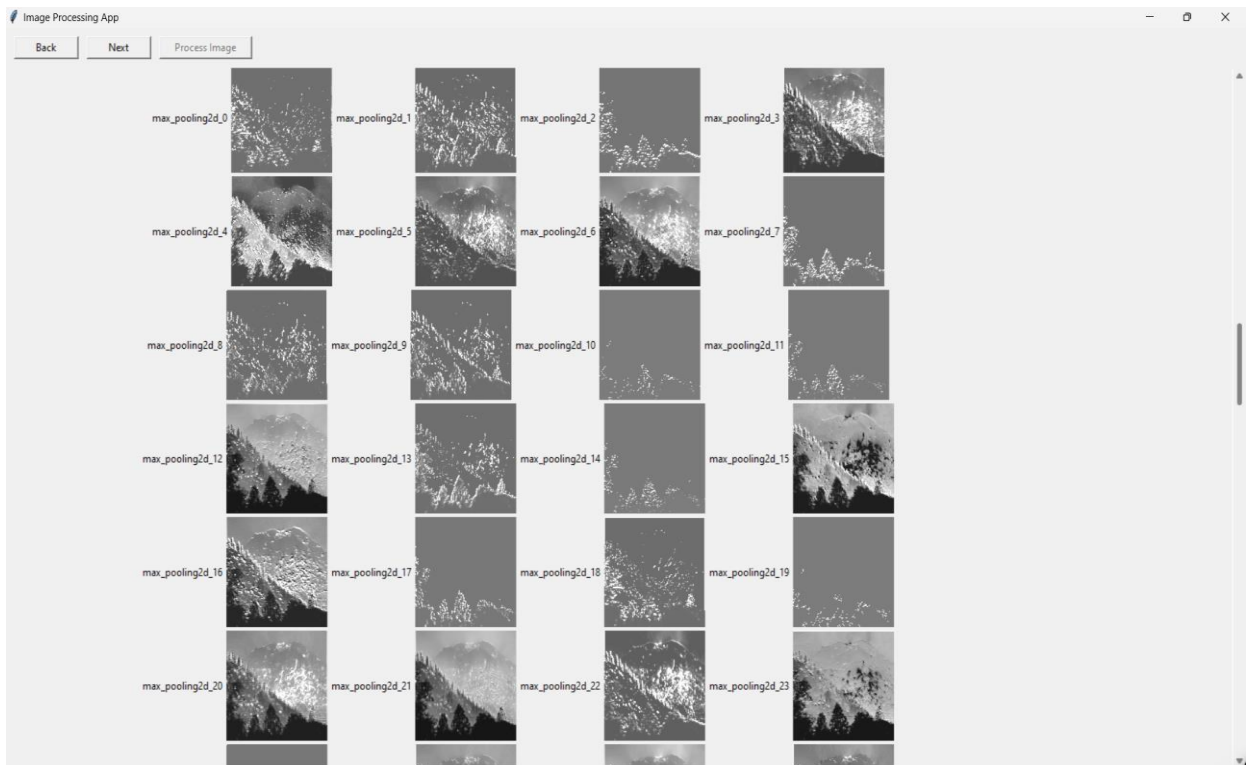 Image Processing App
Back Next Process Image
max_pooling2d_0 max_pooling2d_1 max_pooling2d_2 max_pooling2d_3
max_pooling2d_4 max_pooling2d_5 max_pooling2d_6 max_pooling2d_7
max_pooling2d_8 max_pooling2d_9 max_pooling2d_10 max_pooling2d_11
max_pooling2d_12 max_pooling2d_13 max_pooling2d_14 max_pooling2d_15
max_pooling2d_16 max_pooling2d_17 max_pooling2d_18 max_pooling2d_19
max_pooling2d_20 max_pooling2d_21 max_pooling2d_22 max_pooling2d_23